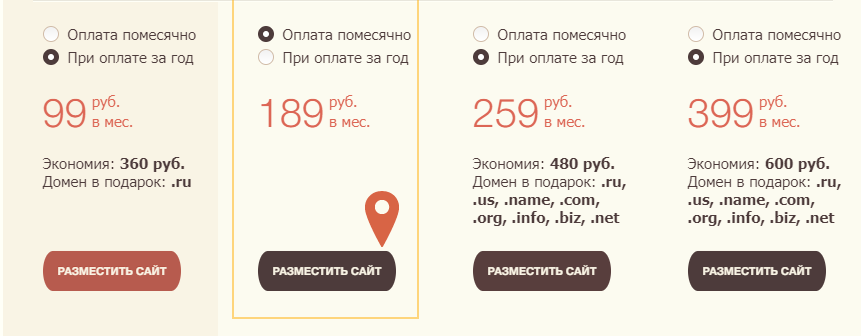 Оплата помесячно
При оплате за год
99 руб.
в мес.
Экономия: 360 руб.
Домен в подарок: .ru
РАЗМЕСТИТЬ САЙТ
Оплата помесячно
При оплате за год
189 руб.
в мес.
РАЗМЕСТИТЬ САЙТ
Оплата помесячно
При оплате за год
259 руб.
в мес.
Экономия: 480 руб.
Домен в подарок: .ru,
.us, .name, .com,
.org, .info, .biz, .net
РАЗМЕСТИТЬ САЙТ
Оплата помесячно
При оплате за год
399 руб.
в мес.
Экономия: 600 руб.
Домен в подарок: .ru,
.us, .name, .com,
.org, .info, .biz, .net
РАЗМЕСТИТЬ САЙТ